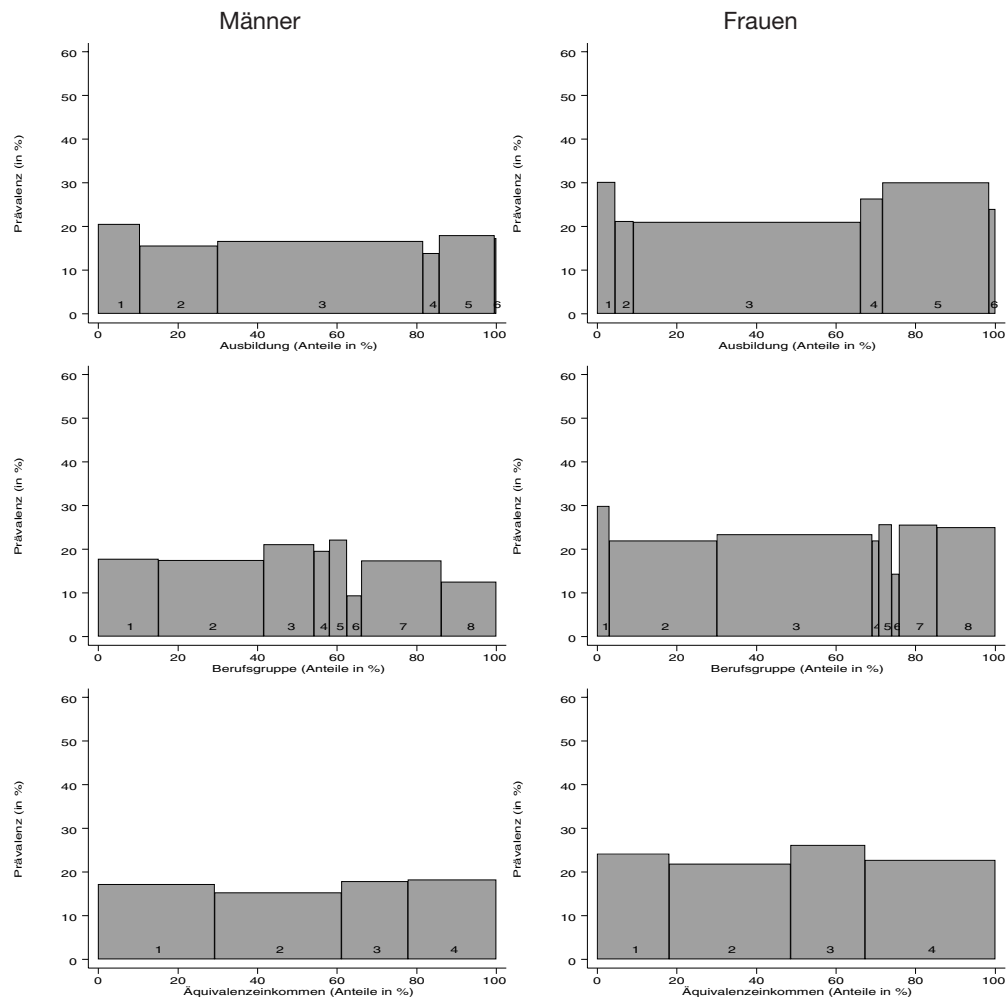 Männer
Frauen
Prävalenz (in %)
60
50
40
30
20
10
0
1 2 3 4 5 6
0 20 40 60 80 100
Ausbildung (Anteile in %)
Prävalenz (in %)
60
50
40
30
20
10
0
1 2 3 4 5 6
0 20 40 60 80 100
Ausbildung (Anteile in %)
Prävalenz (in %)
60
50
40
30
20
10
0
1 2 3 4 5 6 7 8
0 20 40 60 80 100
Berufsgruppe (Anteile in %)
Prävalenz (in %)
60
50
40
30
20
10
0
1 2 3 4 5 6 7 8
0 20 40 60 80 100
Berufsgruppe (Anteile in %)
Prävalenz (in %)
60
50
40
30
20
10
0
1 2 3 4
0 20 40 60 80 100
Äquivalenzeinkommen (Anteile in %)
Prävalenz (in %)
60
50
40
30
20
10
0
1 2 3 4
0 20 40 60 80 100
Äquivalenzeinkommen (Anteile in %)